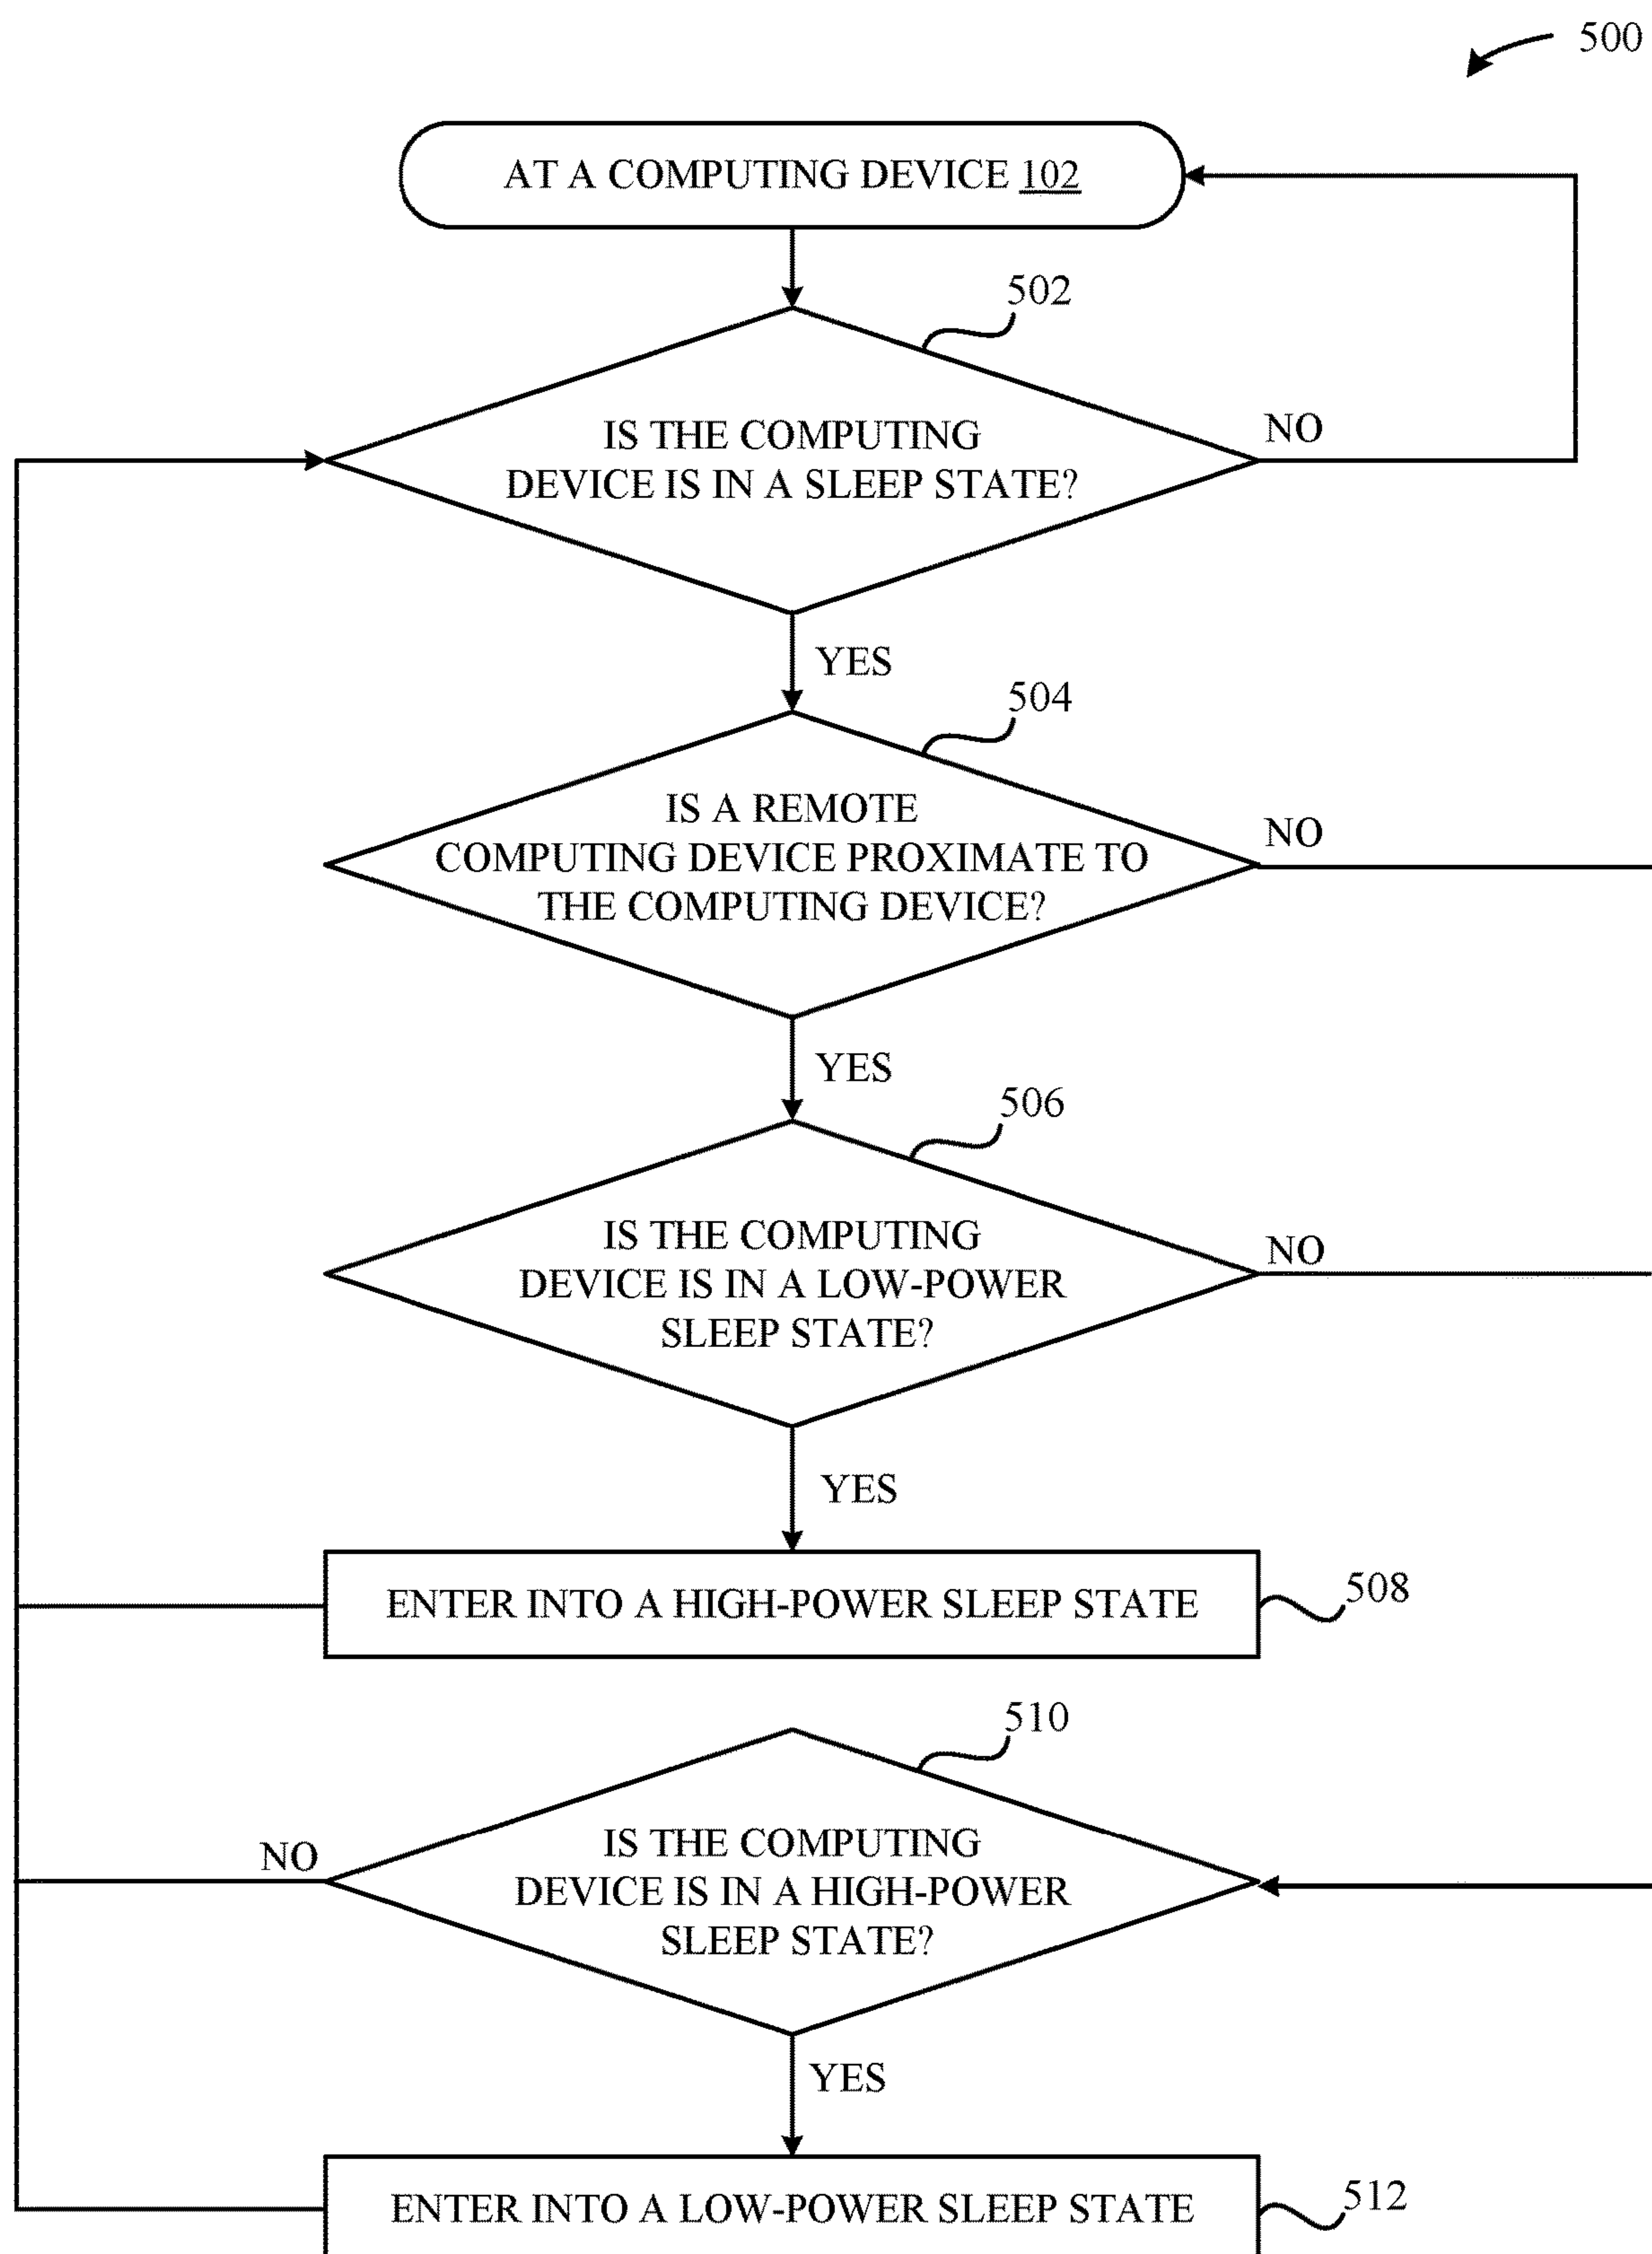 500
AT A COMPUTING DEVICE 102
502
IS THE COMPUTING
DEVICE IS IN A SLEEP STATE?
NO
YES
504
IS A REMOTE
COMPUTING DEVICE PROXIMATE TO
THE COMPUTING DEVICE?
NO
YES
506
IS THE COMPUTING
DEVICE IS IN A LOW-POWER
SLEEP STATE?
NO
YES
ENTER INTO A HIGH-POWER SLEEP STATE
508
510
IS THE COMPUTING
DEVICE IS IN A HIGH-POWER
SLEEP STATE?
NO
YES
ENTER INTO A LOW-POWER SLEEP STATE
512